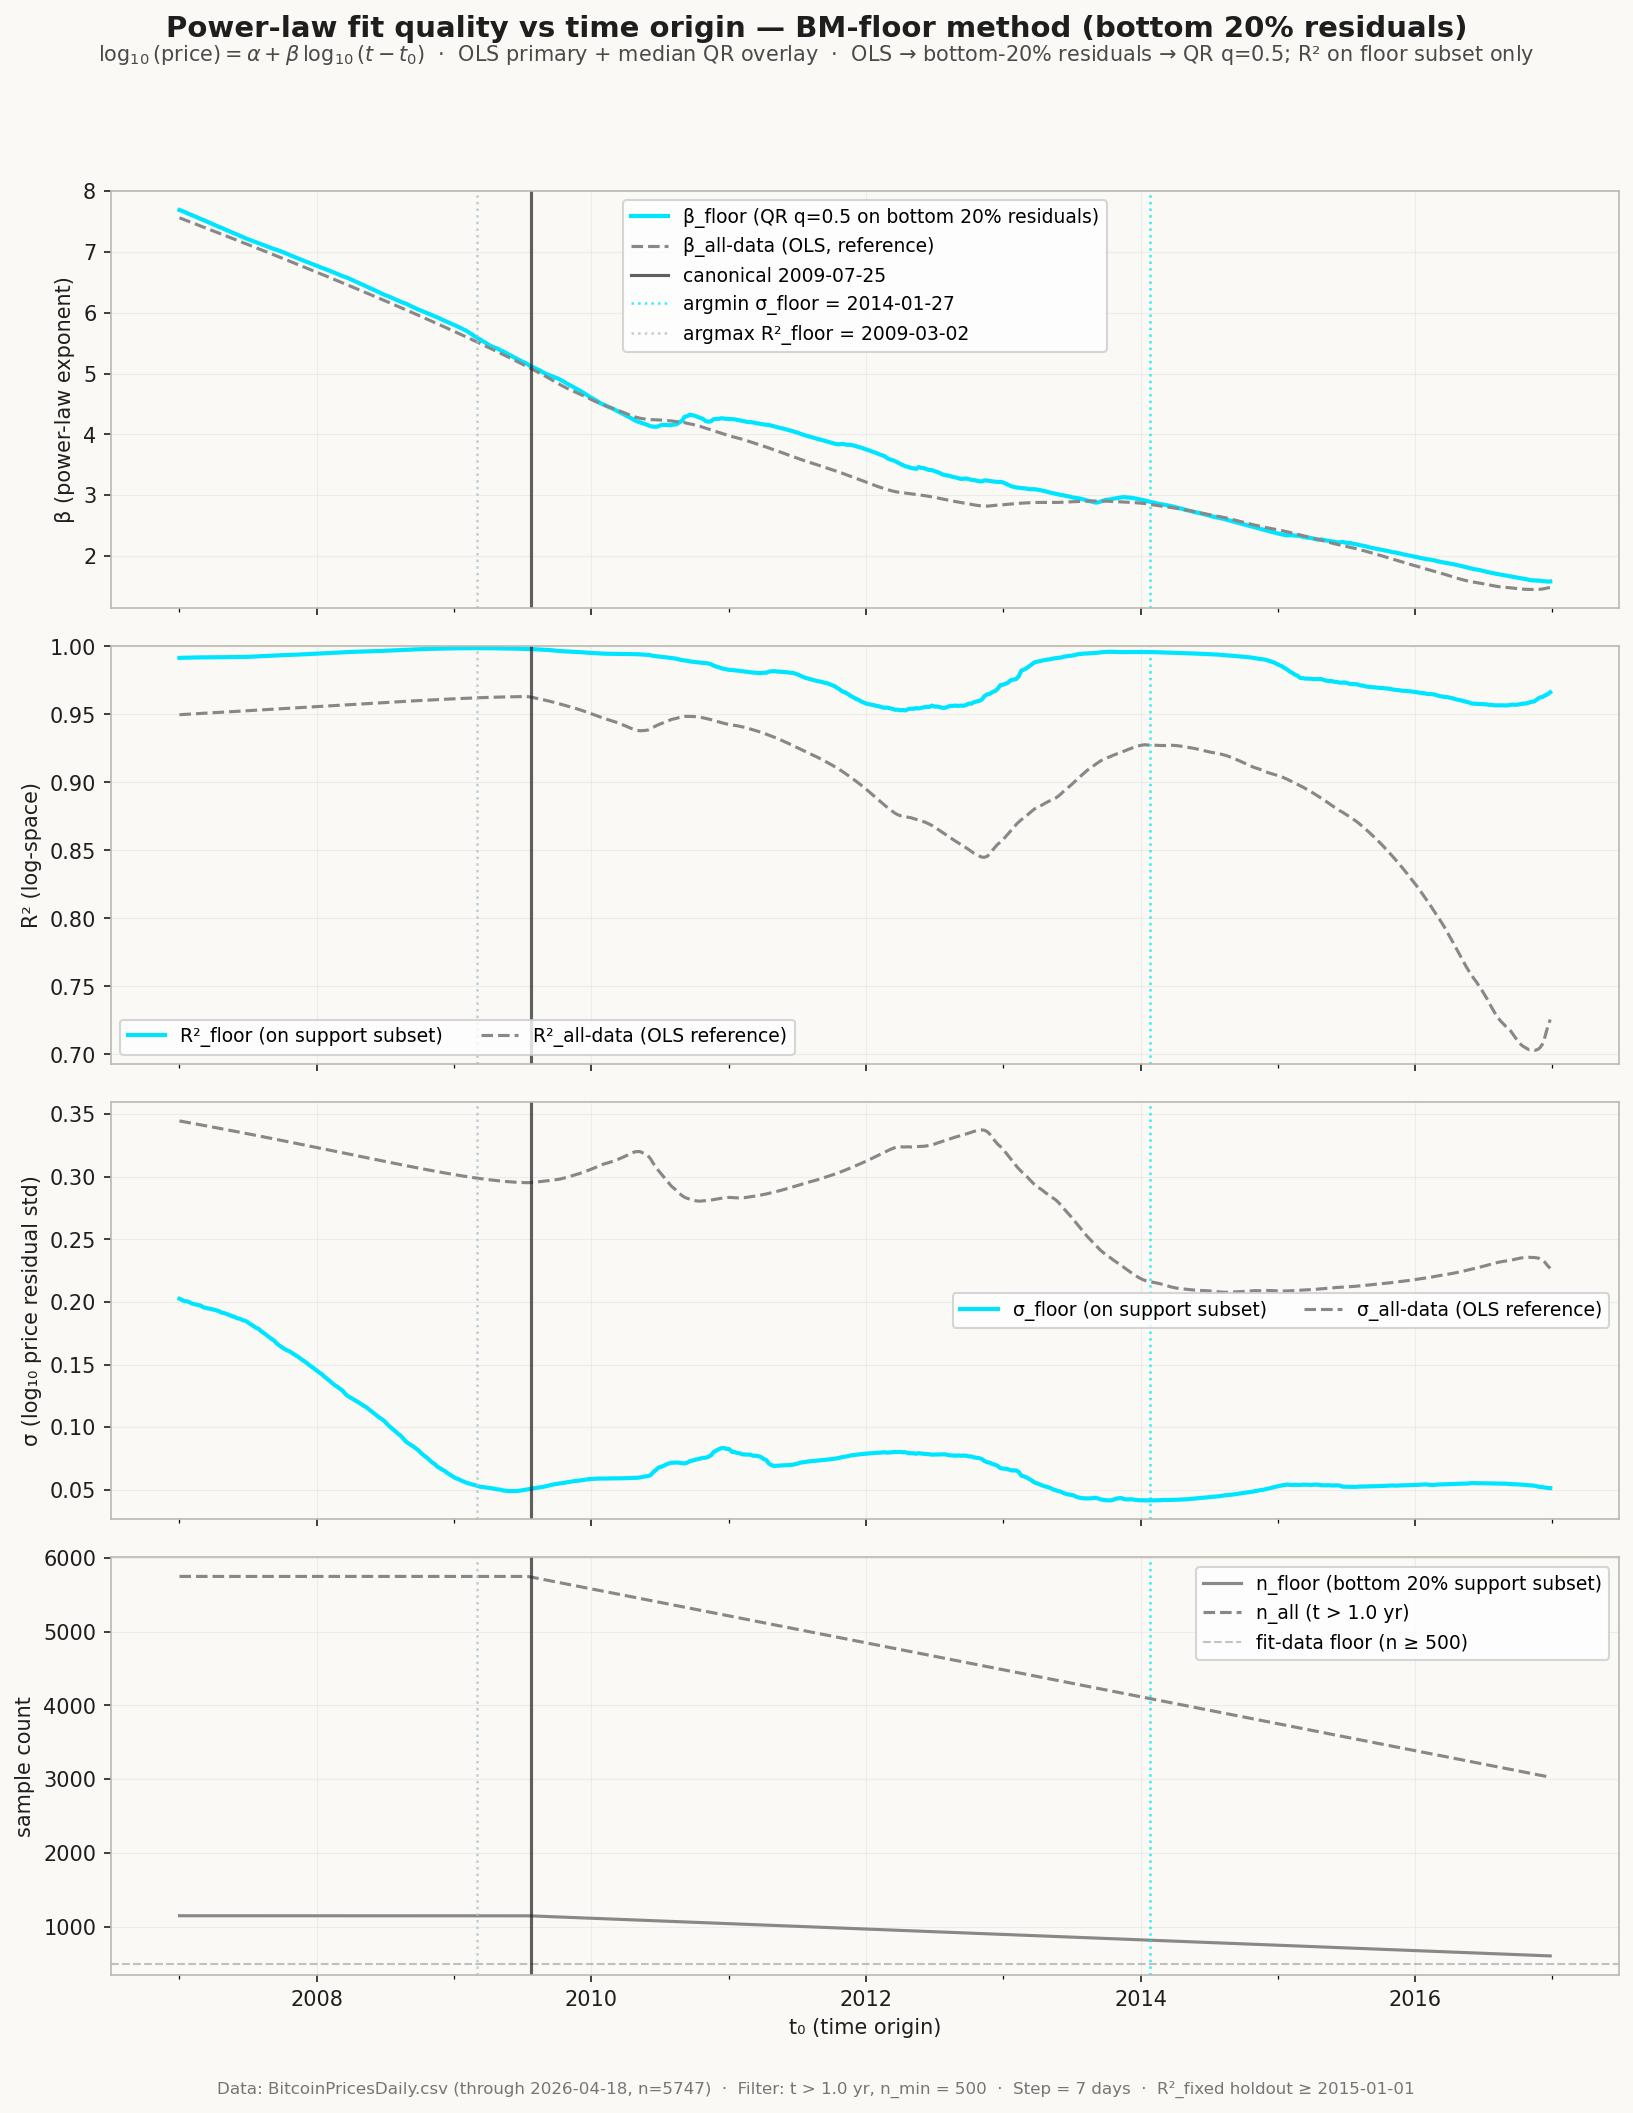 Power-law fit quality vs time origin — BM-floor method (bottom 20% residuals)
log₁₀ (price) = α + β log₁₀ (t − t₀)  ·  OLS primary + median QR overlay  ·  OLS → bottom-20% residuals → QR q=0.5; R² on floor subset only
8
7
6
5
4
3
2
β (power-law exponent)
β_floor (QR q=0.5 on bottom 20% residuals)
β_all-data (OLS, reference)
canonical 2009-07-25
argmin σ_floor = 2014-01-27
argmax R²_floor = 2009-03-02
1.00
0.95
0.90
0.85
0.80
0.75
0.70
R² (log-space)
R²_floor (on support subset) R²_all-data (OLS reference)
0.35
0.30
0.25
0.20
0.15
0.10
0.05
σ (log₁₀ price residual std)
σ_floor (on support subset) σ_all-data (OLS reference)
6000
5000
4000
3000
2000
1000
sample count
n_floor (bottom 20% support subset)
n_all (t > 1.0 yr)
fit-data floor (n ≥ 500)
2008 2010 2012 2014 2016
t₀ (time origin)
Data: BitcoinPricesDaily.csv (through 2026-04-18, n=5747)  ·  Filter: t > 1.0 yr, n_min = 500  ·  Step = 7 days  ·  R²_fixed holdout ≥ 2015-01-01